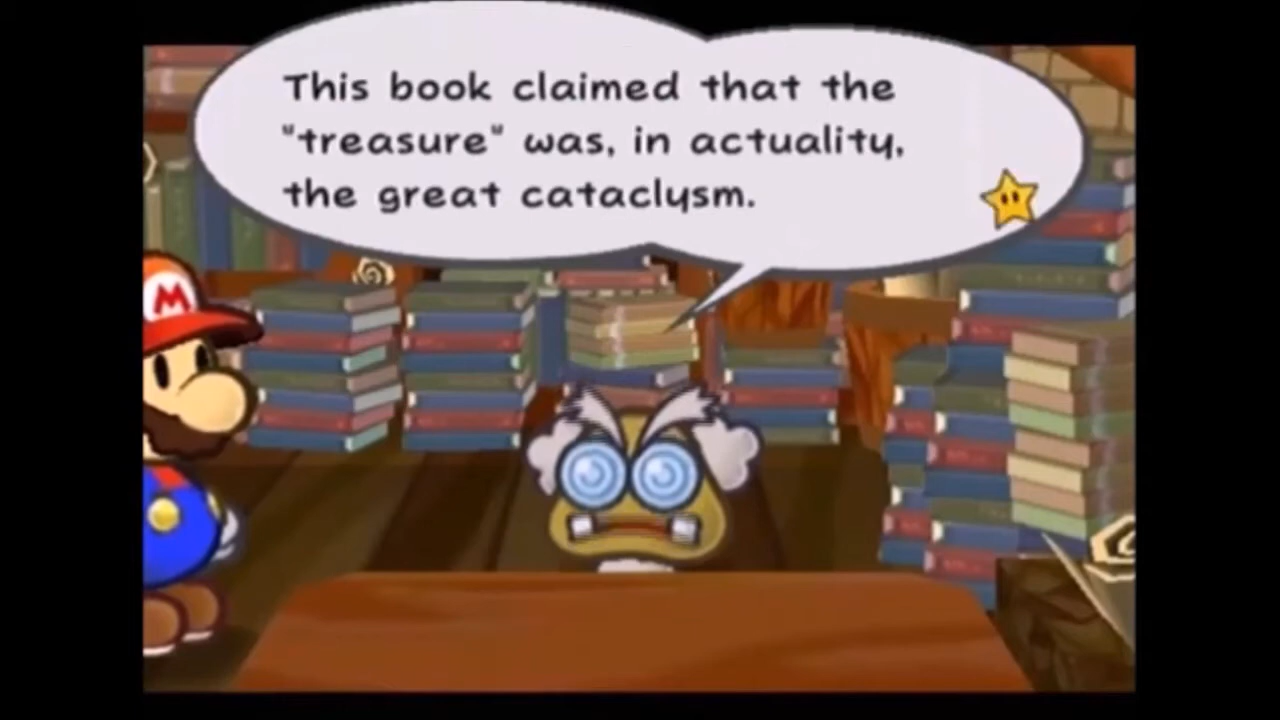 This book claimed that the
"treasure" was, in actuality,
the great cataclysm.
M